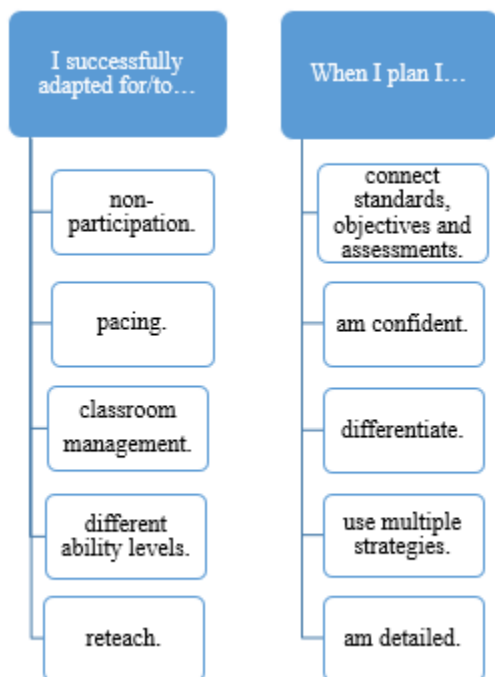 I successfully
adapted for/to…
non-
participation.
pacing.
classroom
management.
different
ability levels.
reteach.
When I plan I…
connect
standards,
objectives and
assessments.
am confident.
differentiate.
use multiple
strategies.
am detailed.